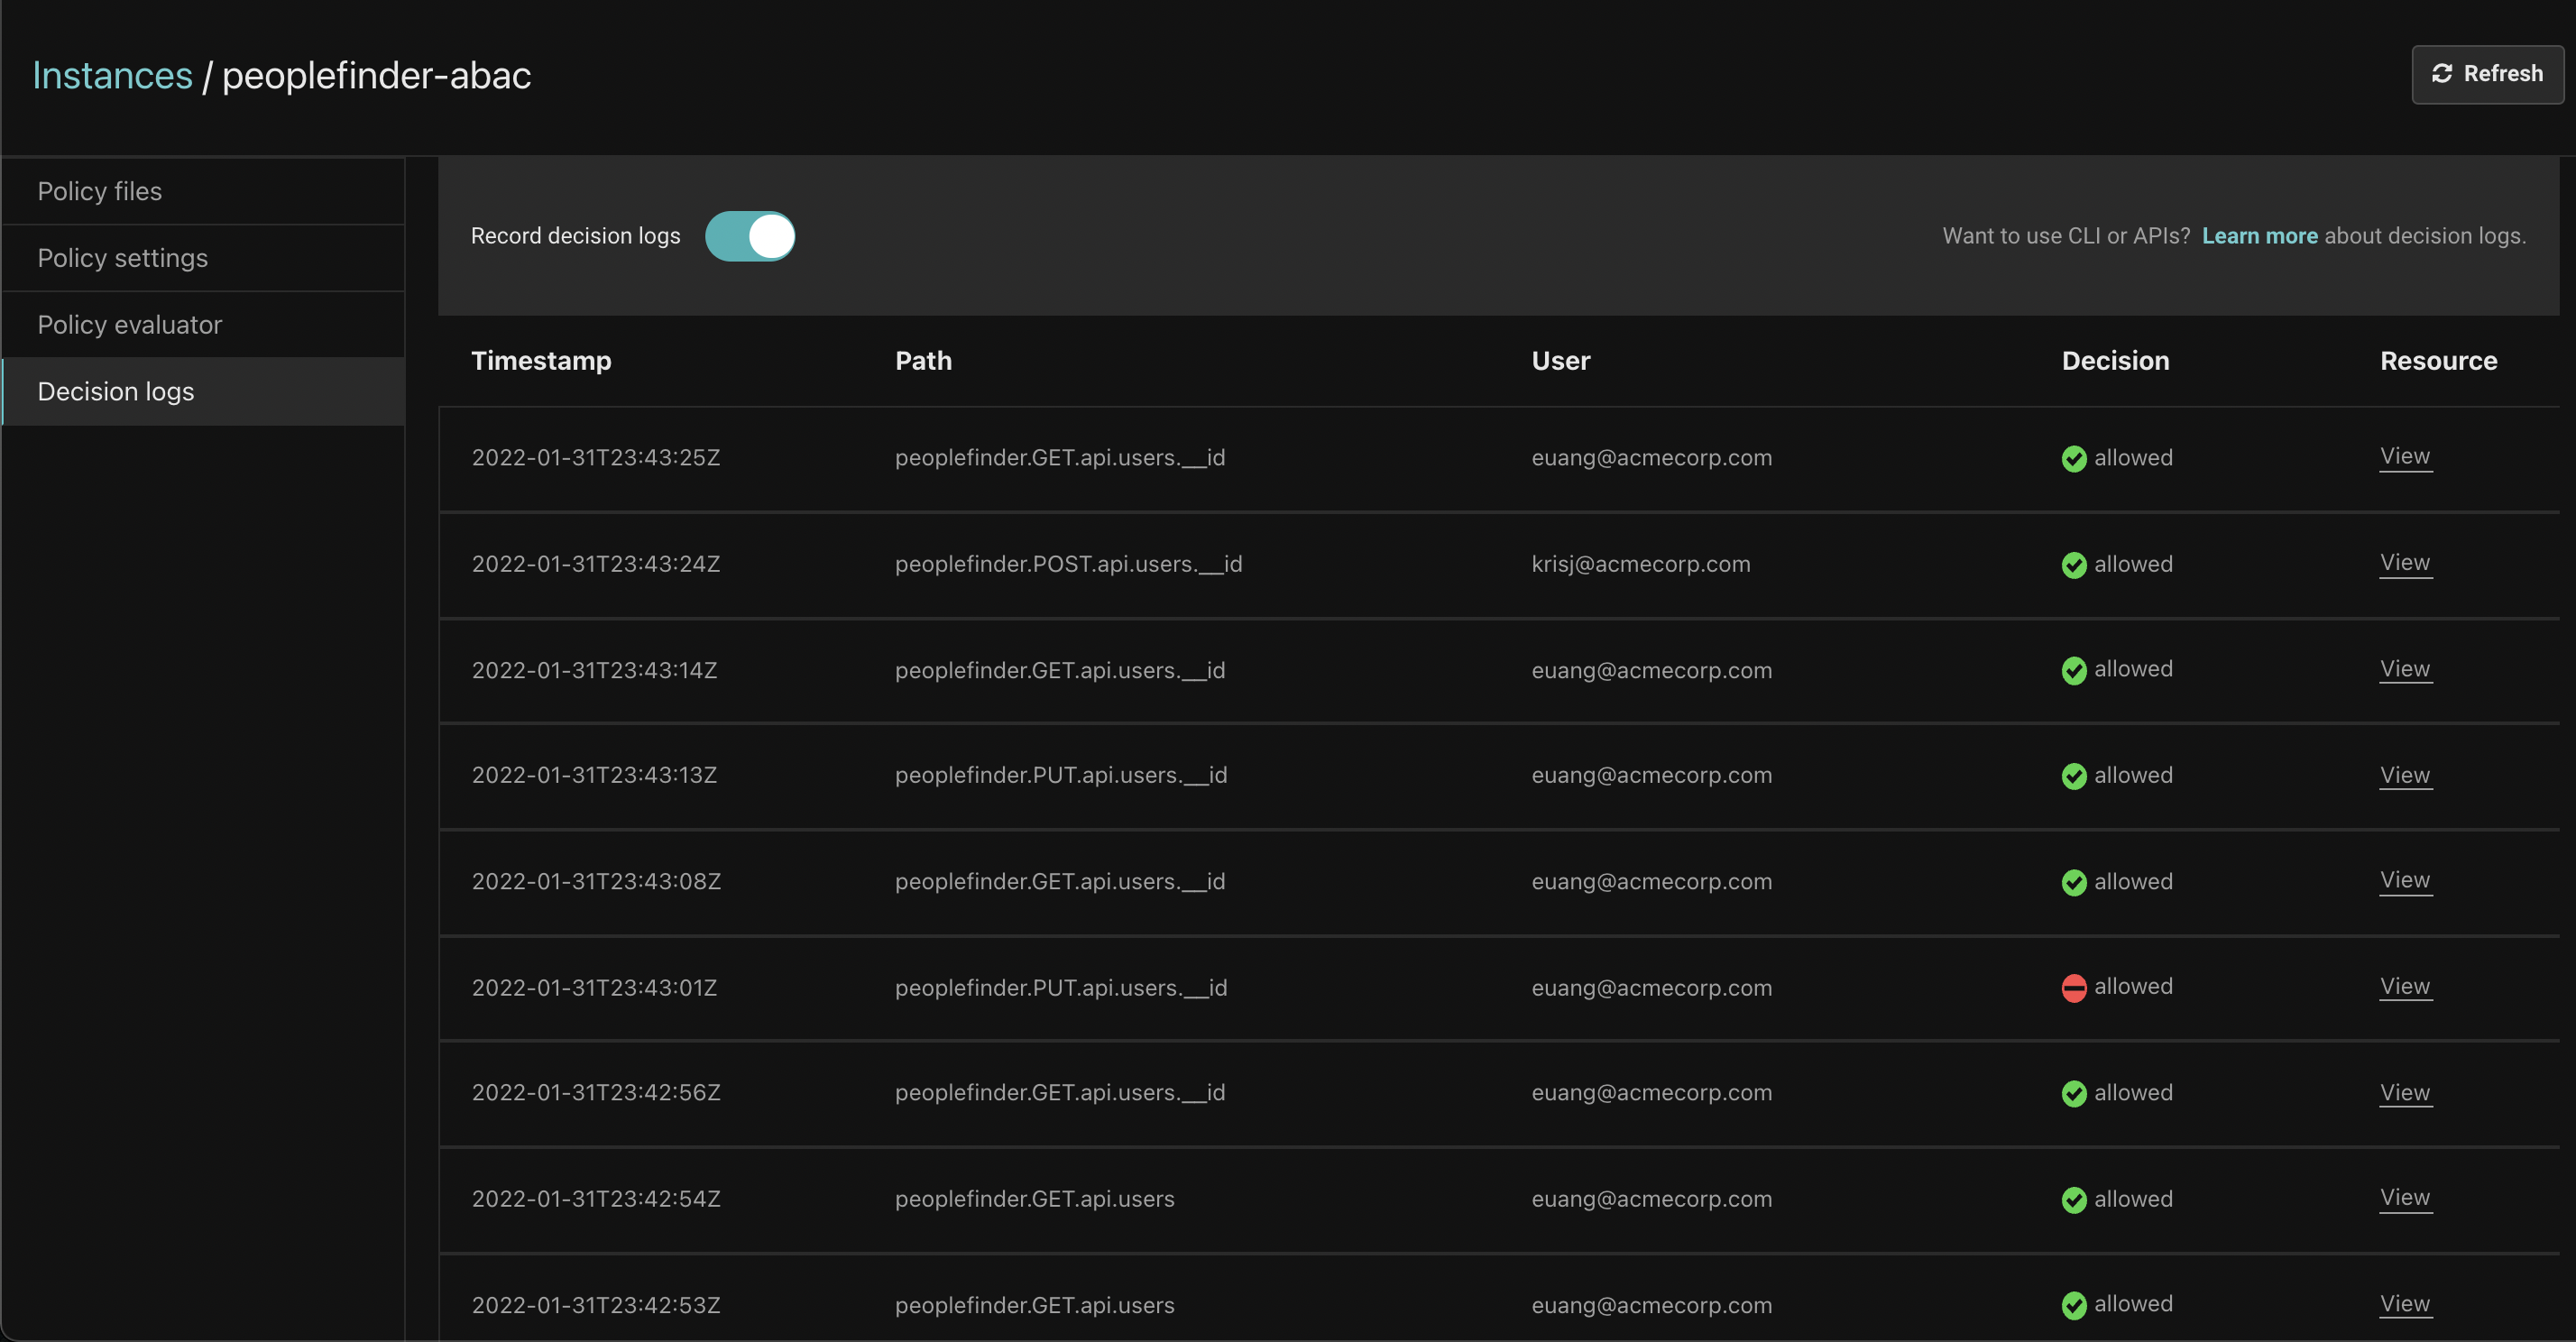 Instances / peoplefinder-abac
Refresh
Policy files
Policy settings
Policy evaluator
Decision logs
Record decision logs
Want to use CLI or APIs? Learn more about decision logs.
Timestamp Path User Decision Resource
2022-01-31T23:43:25Z peoplefinder.GET.api.users.__id euang@acmecorp.com allowed View
2022-01-31T23:43:24Z peoplefinder.POST.api.users.__id krisj@acmecorp.com allowed View
2022-01-31T23:43:14Z peoplefinder.GET.api.users.__id euang@acmecorp.com allowed View
2022-01-31T23:43:13Z peoplefinder.PUT.api.users.__id euang@acmecorp.com allowed View
2022-01-31T23:43:08Z peoplefinder.GET.api.users.__id euang@acmecorp.com allowed View
2022-01-31T23:43:01Z peoplefinder.PUT.api.users.__id euang@acmecorp.com allowed View
2022-01-31T23:42:56Z peoplefinder.GET.api.users.__id euang@acmecorp.com allowed View
2022-01-31T23:42:54Z peoplefinder.GET.api.users euang@acmecorp.com allowed View
2022-01-31T23:42:53Z peoplefinder.GET.api.users euang@acmecorp.com allowed View